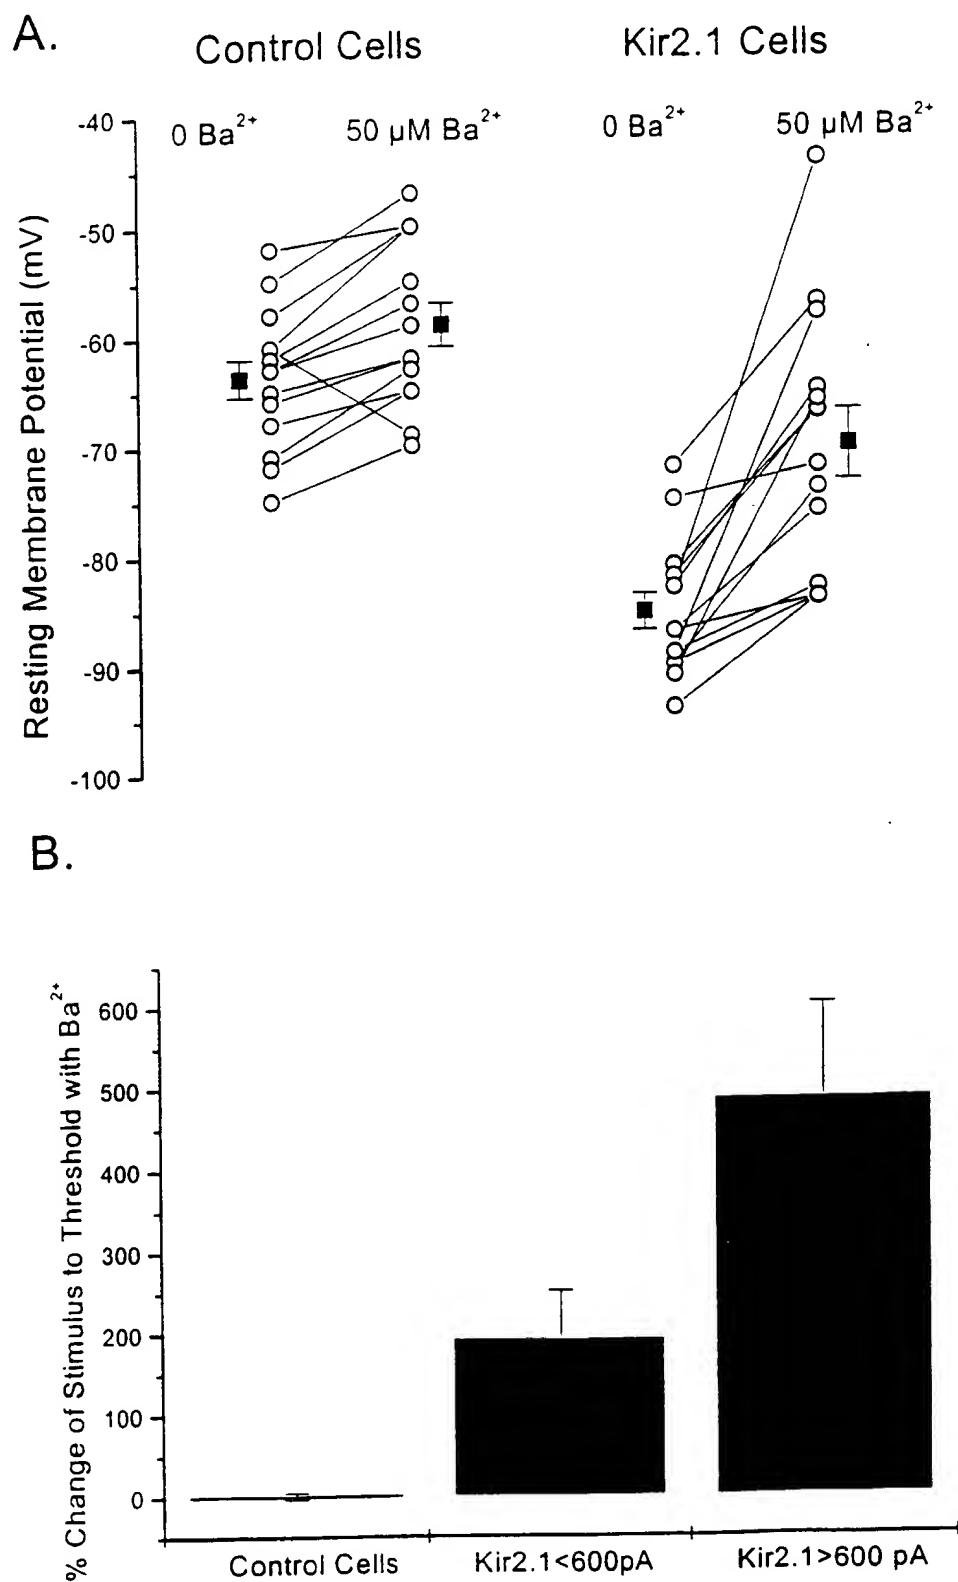 A.
Control Cells
Kir2.1 Cells
0 Ba²⁺
50 µM Ba²⁺
0 Ba²⁺
50 µM Ba²⁺
Resting Membrane Potential (mV)
-40
-50
-60
-70
-80
-90
-100
B.
% Change of Stimulus to Threshold with Ba²⁺
600
500
400
300
200
100
0
Control Cells
Kir2.1<600pA
Kir2.1>600 pA